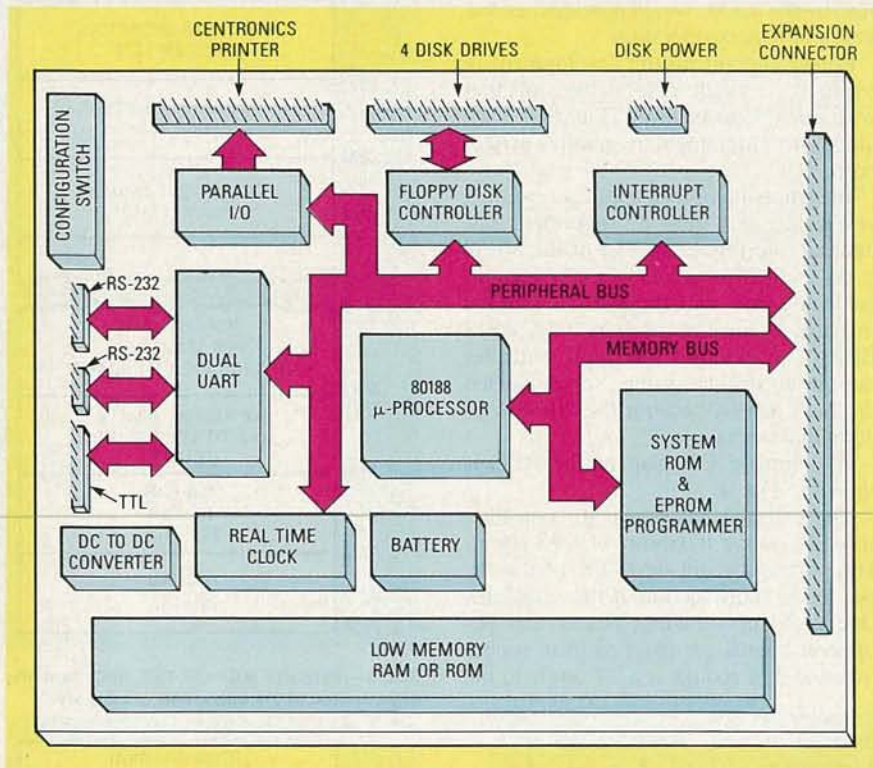 CENTRONICS
PRINTER
4 DISK DRIVES
DISK POWER
EXPANSION
CONNECTOR
CONFIGURATION
SWITCH
PARALLEL
I/O
FLOPPY DISK
CONTROLLER
INTERRUPT
CONTROLLER
RS-232
PERIPHERAL BUS
DUAL
UART
MEMORY BUS
RS-232
80188
μ-PROCESSOR
SYSTEM
ROM
&
EPROM
PROGRAMMER
TTL
DC TO DC
CONVERTER
REAL TIME
CLOCK
BATTERY
LOW MEMORY
RAM OR ROM